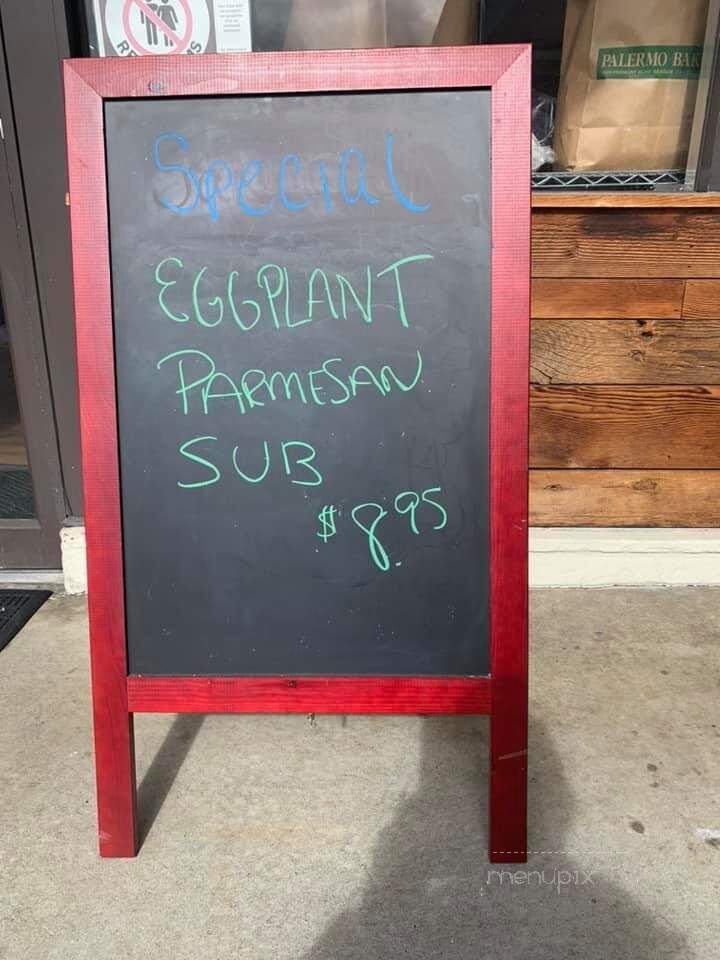 PALERMO BAK
Special
EGGPLANT
PARMESAN
SUB
$8.95
menupix